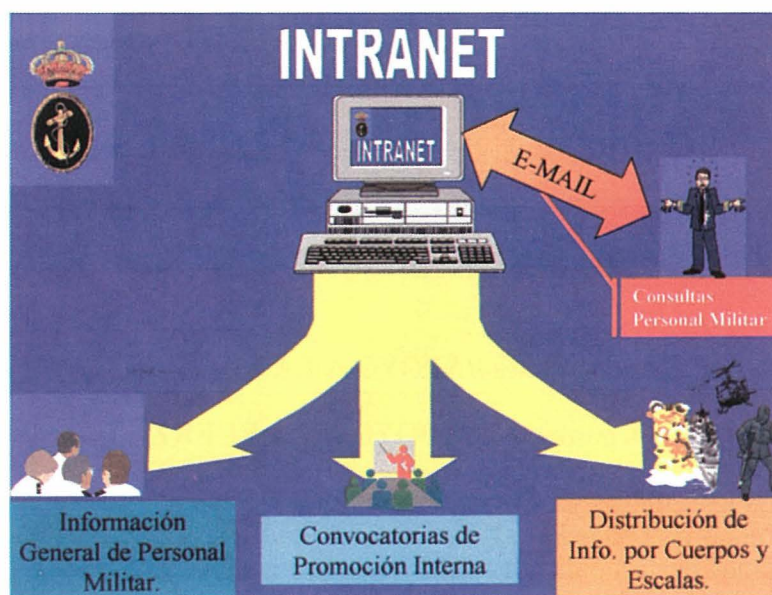 INTRANET
INTRANET
E-MAIL
Consultas
Personal Militar
Información
General de Personal
Militar.
Convocatorias de
Promoción Interna
Distribución de
Info. por Cuerpos y
Escalas.